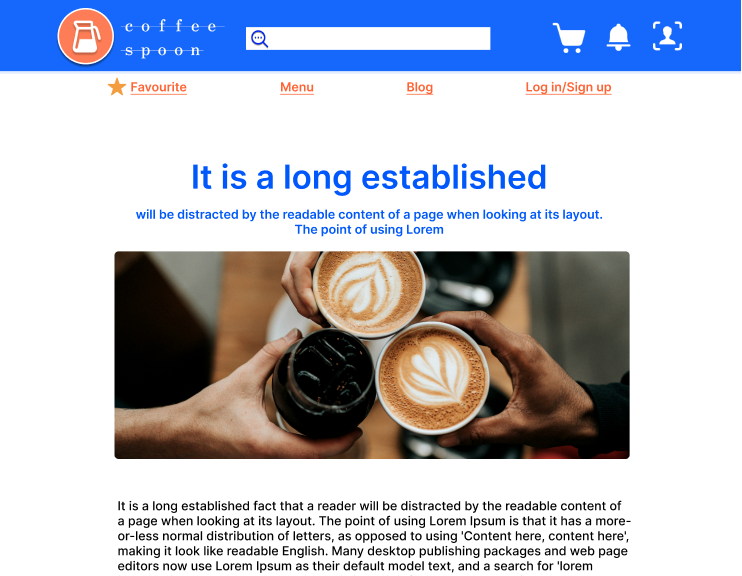 coffee
spoon
Favourite Menu Blog Log in/Sign up
It is a long established
will be distracted by the readable content of a page when looking at its layout.
The point of using Lorem
It is a long established fact that a reader will be distracted by the readable content of
a page when looking at its layout. The point of using Lorem Ipsum is that it has a more-
or-less normal distribution of letters, as opposed to using 'Content here, content here',
making it look like readable English. Many desktop publishing packages and web page
editors now use Lorem Ipsum as their default model text, and a search for 'lorem